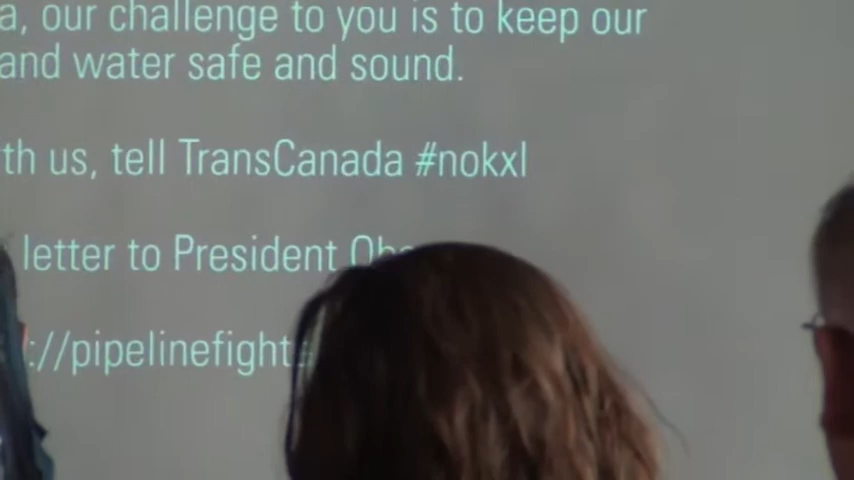 a, our challenge to you is to keep our
and water safe and sound.
th us, tell TransCanada #nokxl
letter to President Oba
://pipelinefight